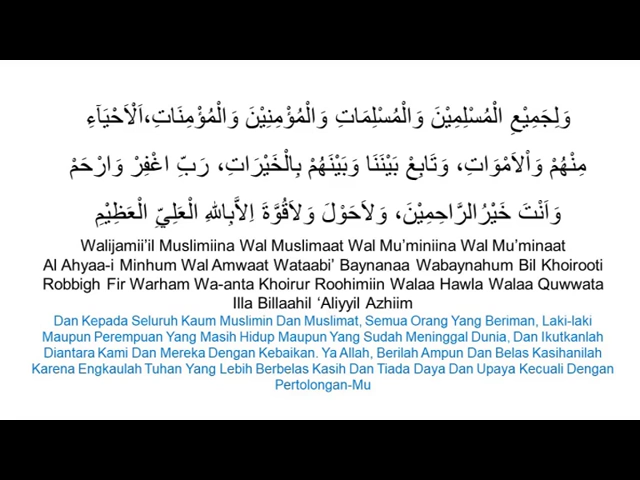 وَلِجَمِيْعِ الْمُسْلِمِيْنَ وَالْمُسْلِمَاتِ وَالْمُؤْمِنِيْنَ وَالْمُؤْمِنَاتِ،اَلْاَحْيَآءِ
مِنْهُمْ وَاْلاَمْوَاتِ، وَتَابِعْ بَيْنَنَا وَبَيْنَهُمْ بِالْخَيْرَاتِ، رَبِّ اغْفِرْ وَارْحَمْ
وَاَنْتَ خَيْرُالرَّاحِمِيْنَ، وَلاَحَوْلَ وَلاَقُوَّةَ اِلاَّبِاللهِ الْعَلِيِّ الْعَظِيْمِ
Walijamii’il Muslimiina Wal Muslimaat Wal Mu’miniina Wal Mu’minaat
Al Ahyaa-i Minhum Wal Amwaat Wataabi’ Baynanaa Wabaynahum Bil Khoirooti
Robbigh Fir Warham Wa-anta Khoirur Roohimiin Walaa Hawla Walaa Quwwata
Illa Billaahil ‘Aliyyil Azhiim
Dan Kepada Seluruh Kaum Muslimin Dan Muslimat, Semua Orang Yang Beriman, Laki-laki
Maupun Perempuan Yang Masih Hidup Maupun Yang Sudah Meninggal Dunia, Dan Ikutkanlah
Diantara Kami Dan Mereka Dengan Kebaikan. Ya Allah, Berilah Ampun Dan Belas Kasihanilah
Karena Engkaulah Tuhan Yang Lebih Berbelas Kasih Dan Tiada Daya Dan Upaya Kecuali Dengan
Pertolongan-Mu